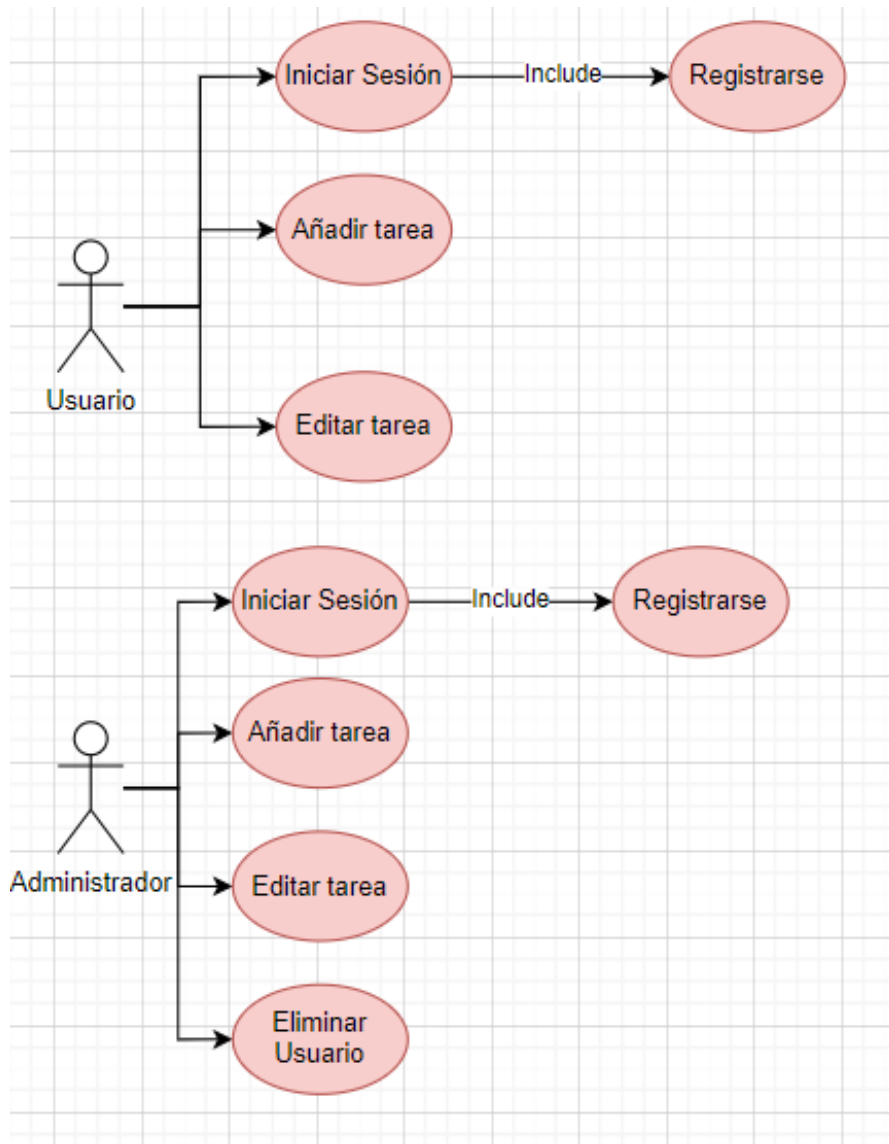 Iniciar Sesión
Include
Registrarse
Añadir tarea
Usuario
Editar tarea
Iniciar Sesión
Include
Registrarse
Añadir tarea
Administrador
Editar tarea
Eliminar
Usuario